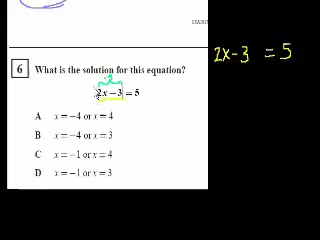 6 What is the solution for this equation?
2x − 3 = 5
2x-3 = 5
A x = −4 or x = 4
B x = −4 or x = 3
C x = −1 or x = 4
D x = −1 or x = 3